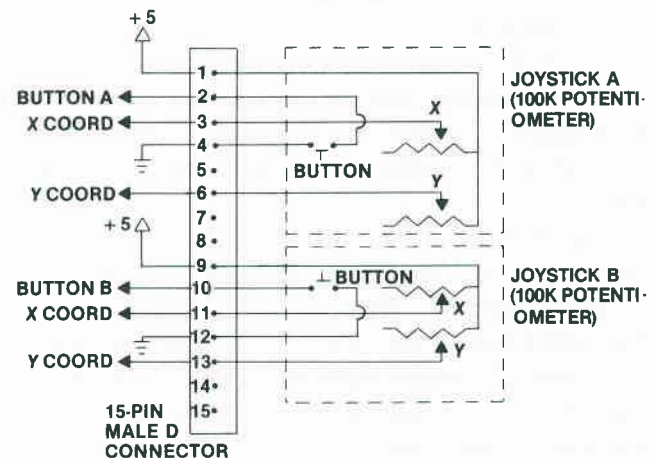 +5
1
BUTTON A
2
X COORD
3
4
5
Y COORD
6
7
+5
8
9
BUTTON B
10
X COORD
11
12
Y COORD
13
14
15
15-PIN
MALE D
CONNECTOR
X
BUTTON
Y
JOYSTICK A
(100K POTENTI-
OMETER)
BUTTON
X
Y
JOYSTICK B
(100K POTENTI-
OMETER)